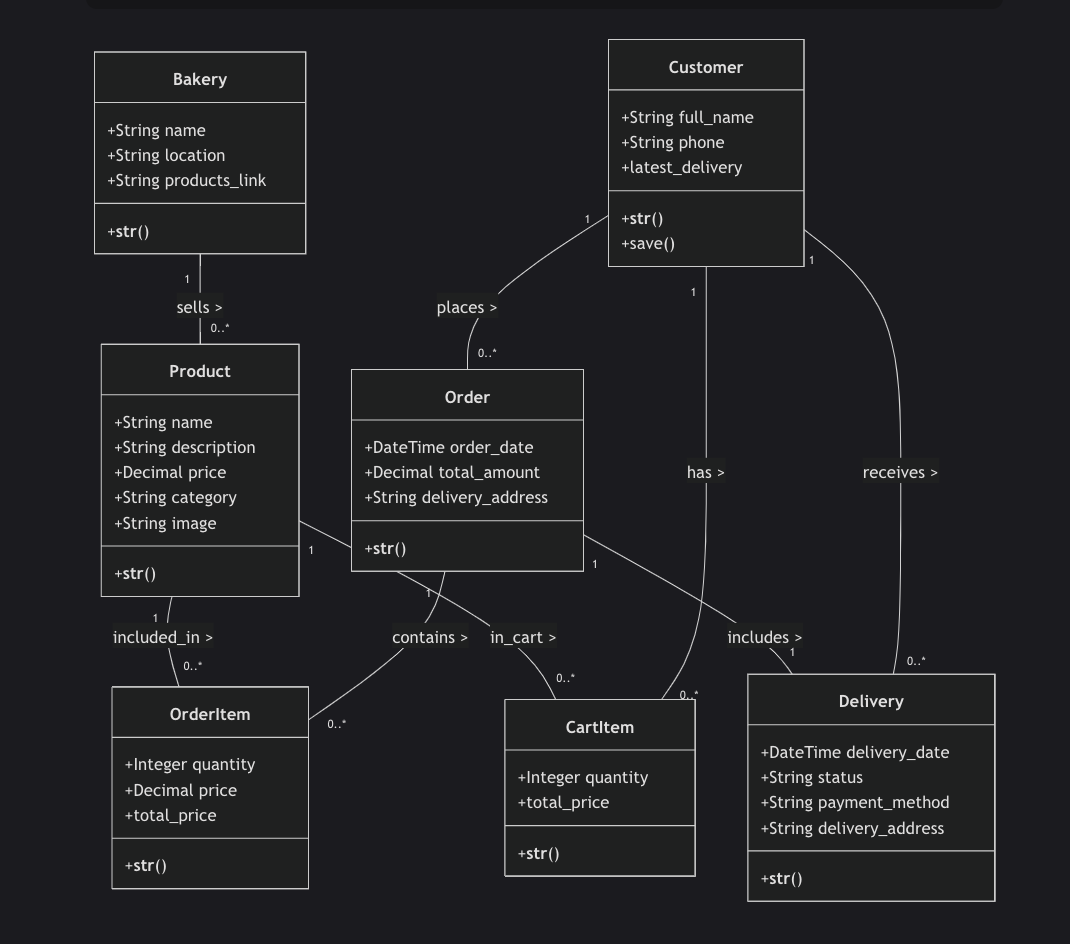 Bakery
+String name
+String location
+String products_link
+str()
Customer
+String full_name
+String phone
+latest_delivery
+str()
+save()
1
1
1
1
sells >
0..*
places >
0..*
Product
+String name
+String description
+Decimal price
+String category
+String image
+str()
Order
+DateTime order_date
+Decimal total_amount
+String delivery_address
+str()
has >
receives >
1
1
1
1
included_in >
contains >
in_cart >
includes >
1
0..*
0..*
0..*
0..*
0..*
OrderItem
+Integer quantity
+Decimal price
+total_price
+str()
CartItem
+Integer quantity
+total_price
+str()
Delivery
+DateTime delivery_date
+String status
+String payment_method
+String delivery_address
+str()